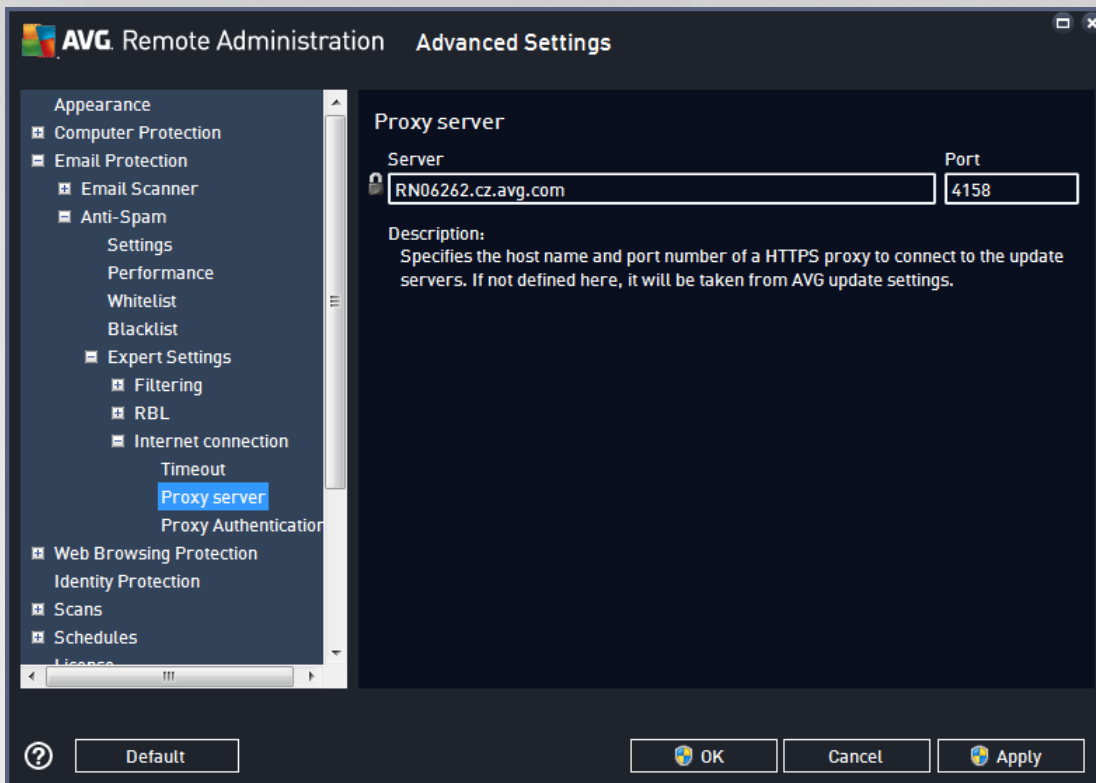 AVG. Remote Administration Advanced Settings
Appearance
Computer Protection
Email Protection
Email Scanner
Anti-Spam
Settings
Performance
Whitelist
Blacklist
Expert Settings
Filtering
RBL
Internet connection
Timeout
Proxy server
Proxy Authentication
Web Browsing Protection
Identity Protection
Scans
Schedules
License
Proxy server
Server Port
RN06262.cz.avg.com 4158
Description:
Specifies the host name and port number of a HTTPS proxy to connect to the update
servers. If not defined here, it will be taken from AVG update settings.
Default OK Cancel Apply